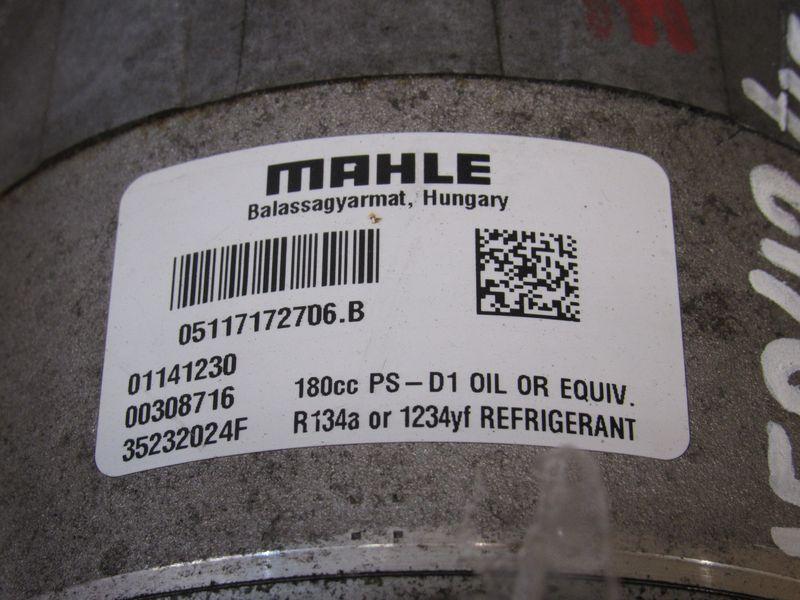 MAHLE
Balassagyarmat, Hungary
05117172706.B
01141230
00308716
35232024F
180cc PS-D1 OIL OR EQUIV.
R134a or 1234yf REFRIGERANT